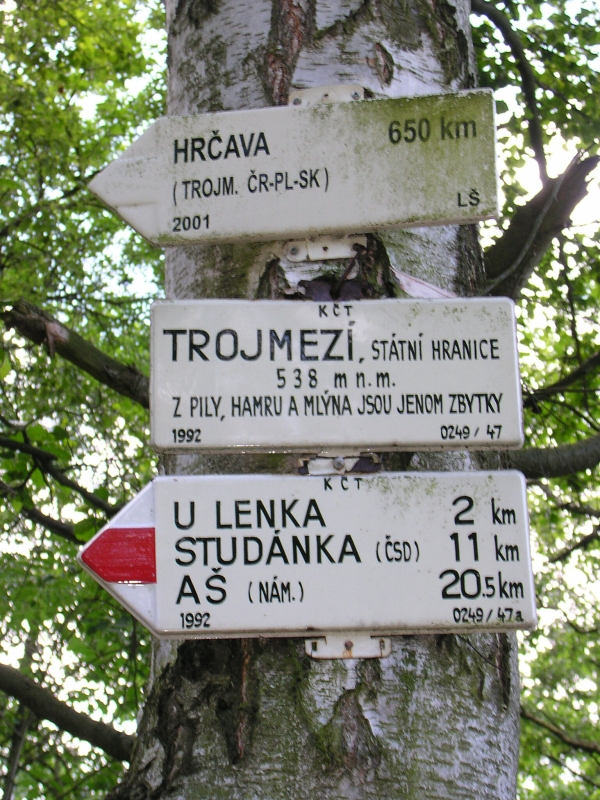 HRČAVA 650 km
(TROJM. ČR-PL-SK)
2001 LŠ
KČT
TROJMEZÍ, STÁTNÍ HRANICE
538 m n.m.
Z PILY, HAMRU A MLÝNA JSOU JENOM ZBYTKY
1992 0249/47
KČT
U LENKA 2 km
STUDÁNKA (ČSD) 11 km
AŠ (NÁM.) 20.5 km
1992 0249/47a